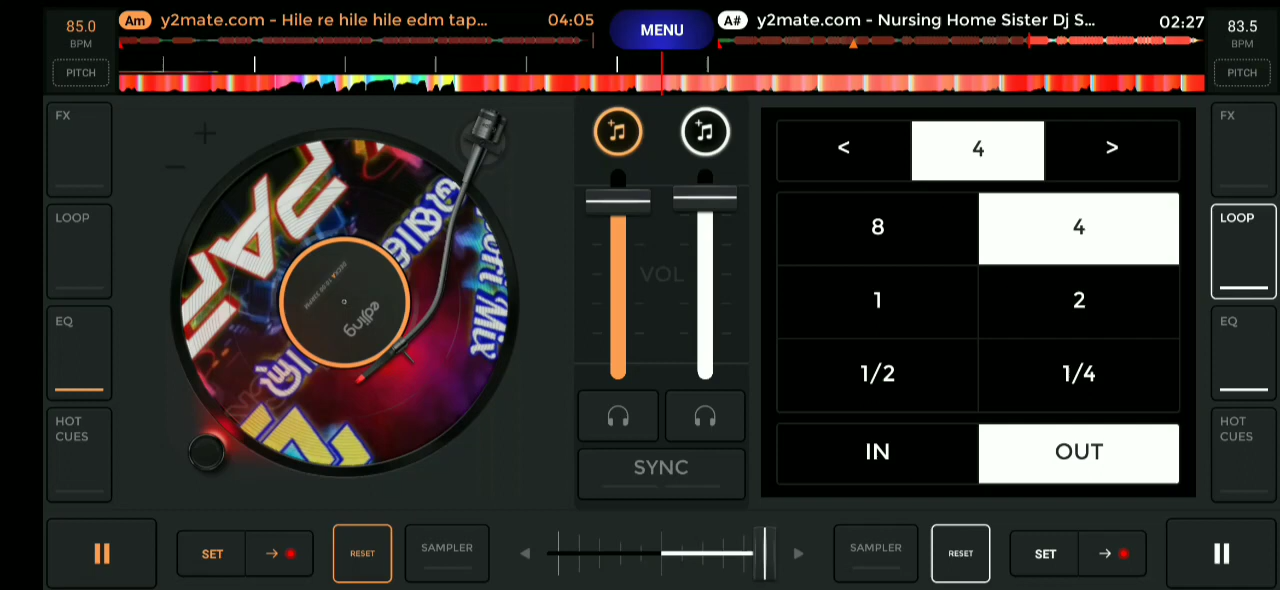 85.0
BPM
PITCH
Am
y2mate.com - Hile re hile hile edm tap...
04:05
MENU
A#
y2mate.com - Nursing Home Sister Dj S...
02:27
83.5
BPM
PITCH
FX
LOOP
EQ
HOT
CUES
edjing
VOL
SYNC
< 4 >
8 4
1 2
1/2 1/4
IN OUT
FX
LOOP
EQ
HOT
CUES
SET
RESET
SAMPLER
SAMPLER
RESET
SET